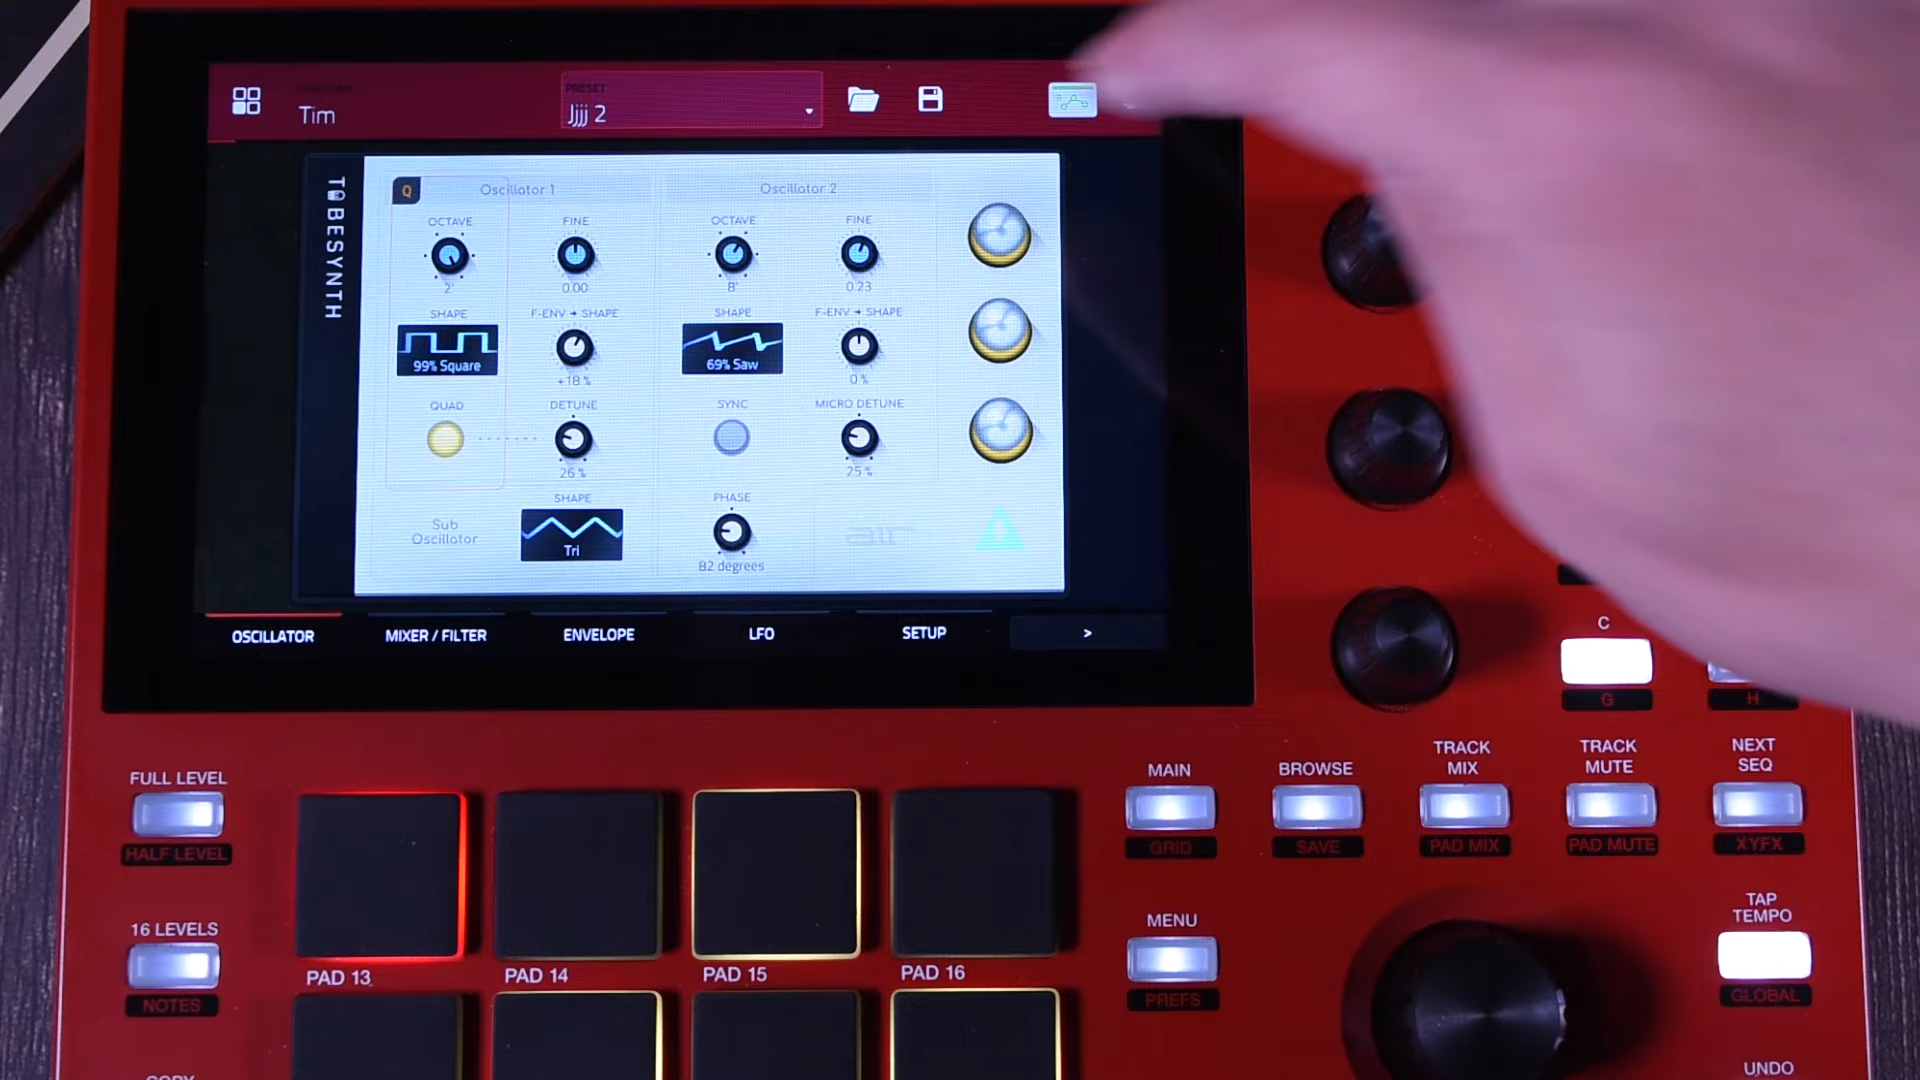 Tim
PRESET
Jjjj 2
TUBESYNTH
Q
Oscillator 1
Oscillator 2
OCTAVE
FINE
OCTAVE
FINE
2'
0.00
8'
0.23
SHAPE
F-ENV → SHAPE
SHAPE
F-ENV → SHAPE
99% Square
+18 %
69% Saw
0 %
QUAD
DETUNE
SYNC
MICRO DETUNE
26 %
25 %
SHAPE
PHASE
Sub
Oscillator
Tri
82 degrees
air
OSCILLATOR
MIXER / FILTER
ENVELOPE
LFO
SETUP
>
C
G
H
FULL LEVEL
HALF LEVEL
16 LEVELS
NOTES
COPY
PAD 13
PAD 14
PAD 15
PAD 16
MAIN
GRID
BROWSE
SAVE
TRACK
MIX
PAD MIX
TRACK
MUTE
PAD MUTE
NEXT
SEQ
XYFX
MENU
PREFS
TAP
TEMPO
GLOBAL
UNDO